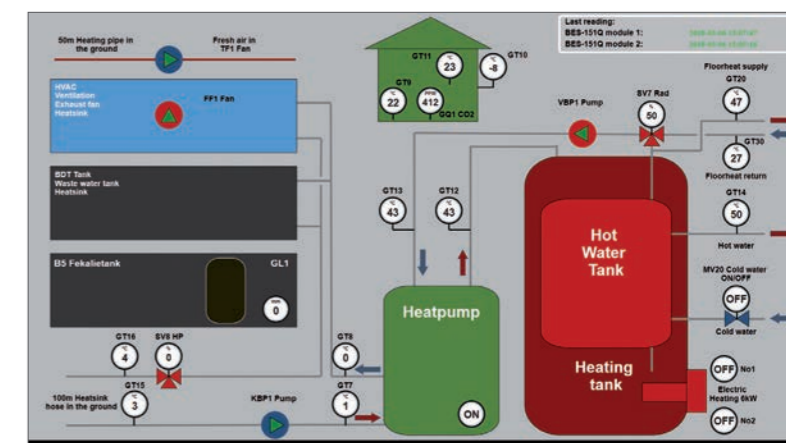 Last reading:
BES-151Q module 1:
BES-151Q module 2:
50m Heating pipe in
the ground
Fresh air in
TF1 Fan
HVAC
Ventilation
Exhaust fan
Heatsink
FF1 Fan
GT11
°C
23
GT10
°C
-8
GT9
°C
22
PPM
412
GQ1 CO2
VBP1 Pump
SV7 Rad
%
50
Floorheat supply
GT20
°C
47
GT30
°C
27
Floorheat return
BDT Tank
Waste water tank
Heatsink
GT13
°C
43
GT12
°C
43
GT14
°C
50
Hot water
Hot
Water
Tank
B5 Fekalietank
GL1
0
MV20 Cold water
ON/OFF
OFF
Cold water
Heatpump
GT16
°C
4
SV8 HP
%
0
GT8
°C
0
Heating
tank
OFF No1
Electric
Heating 6kW
OFF No2
100m Heatsink
hose in the ground
GT15
°C
3
KBP1 Pump
GT7
°C
1
ON